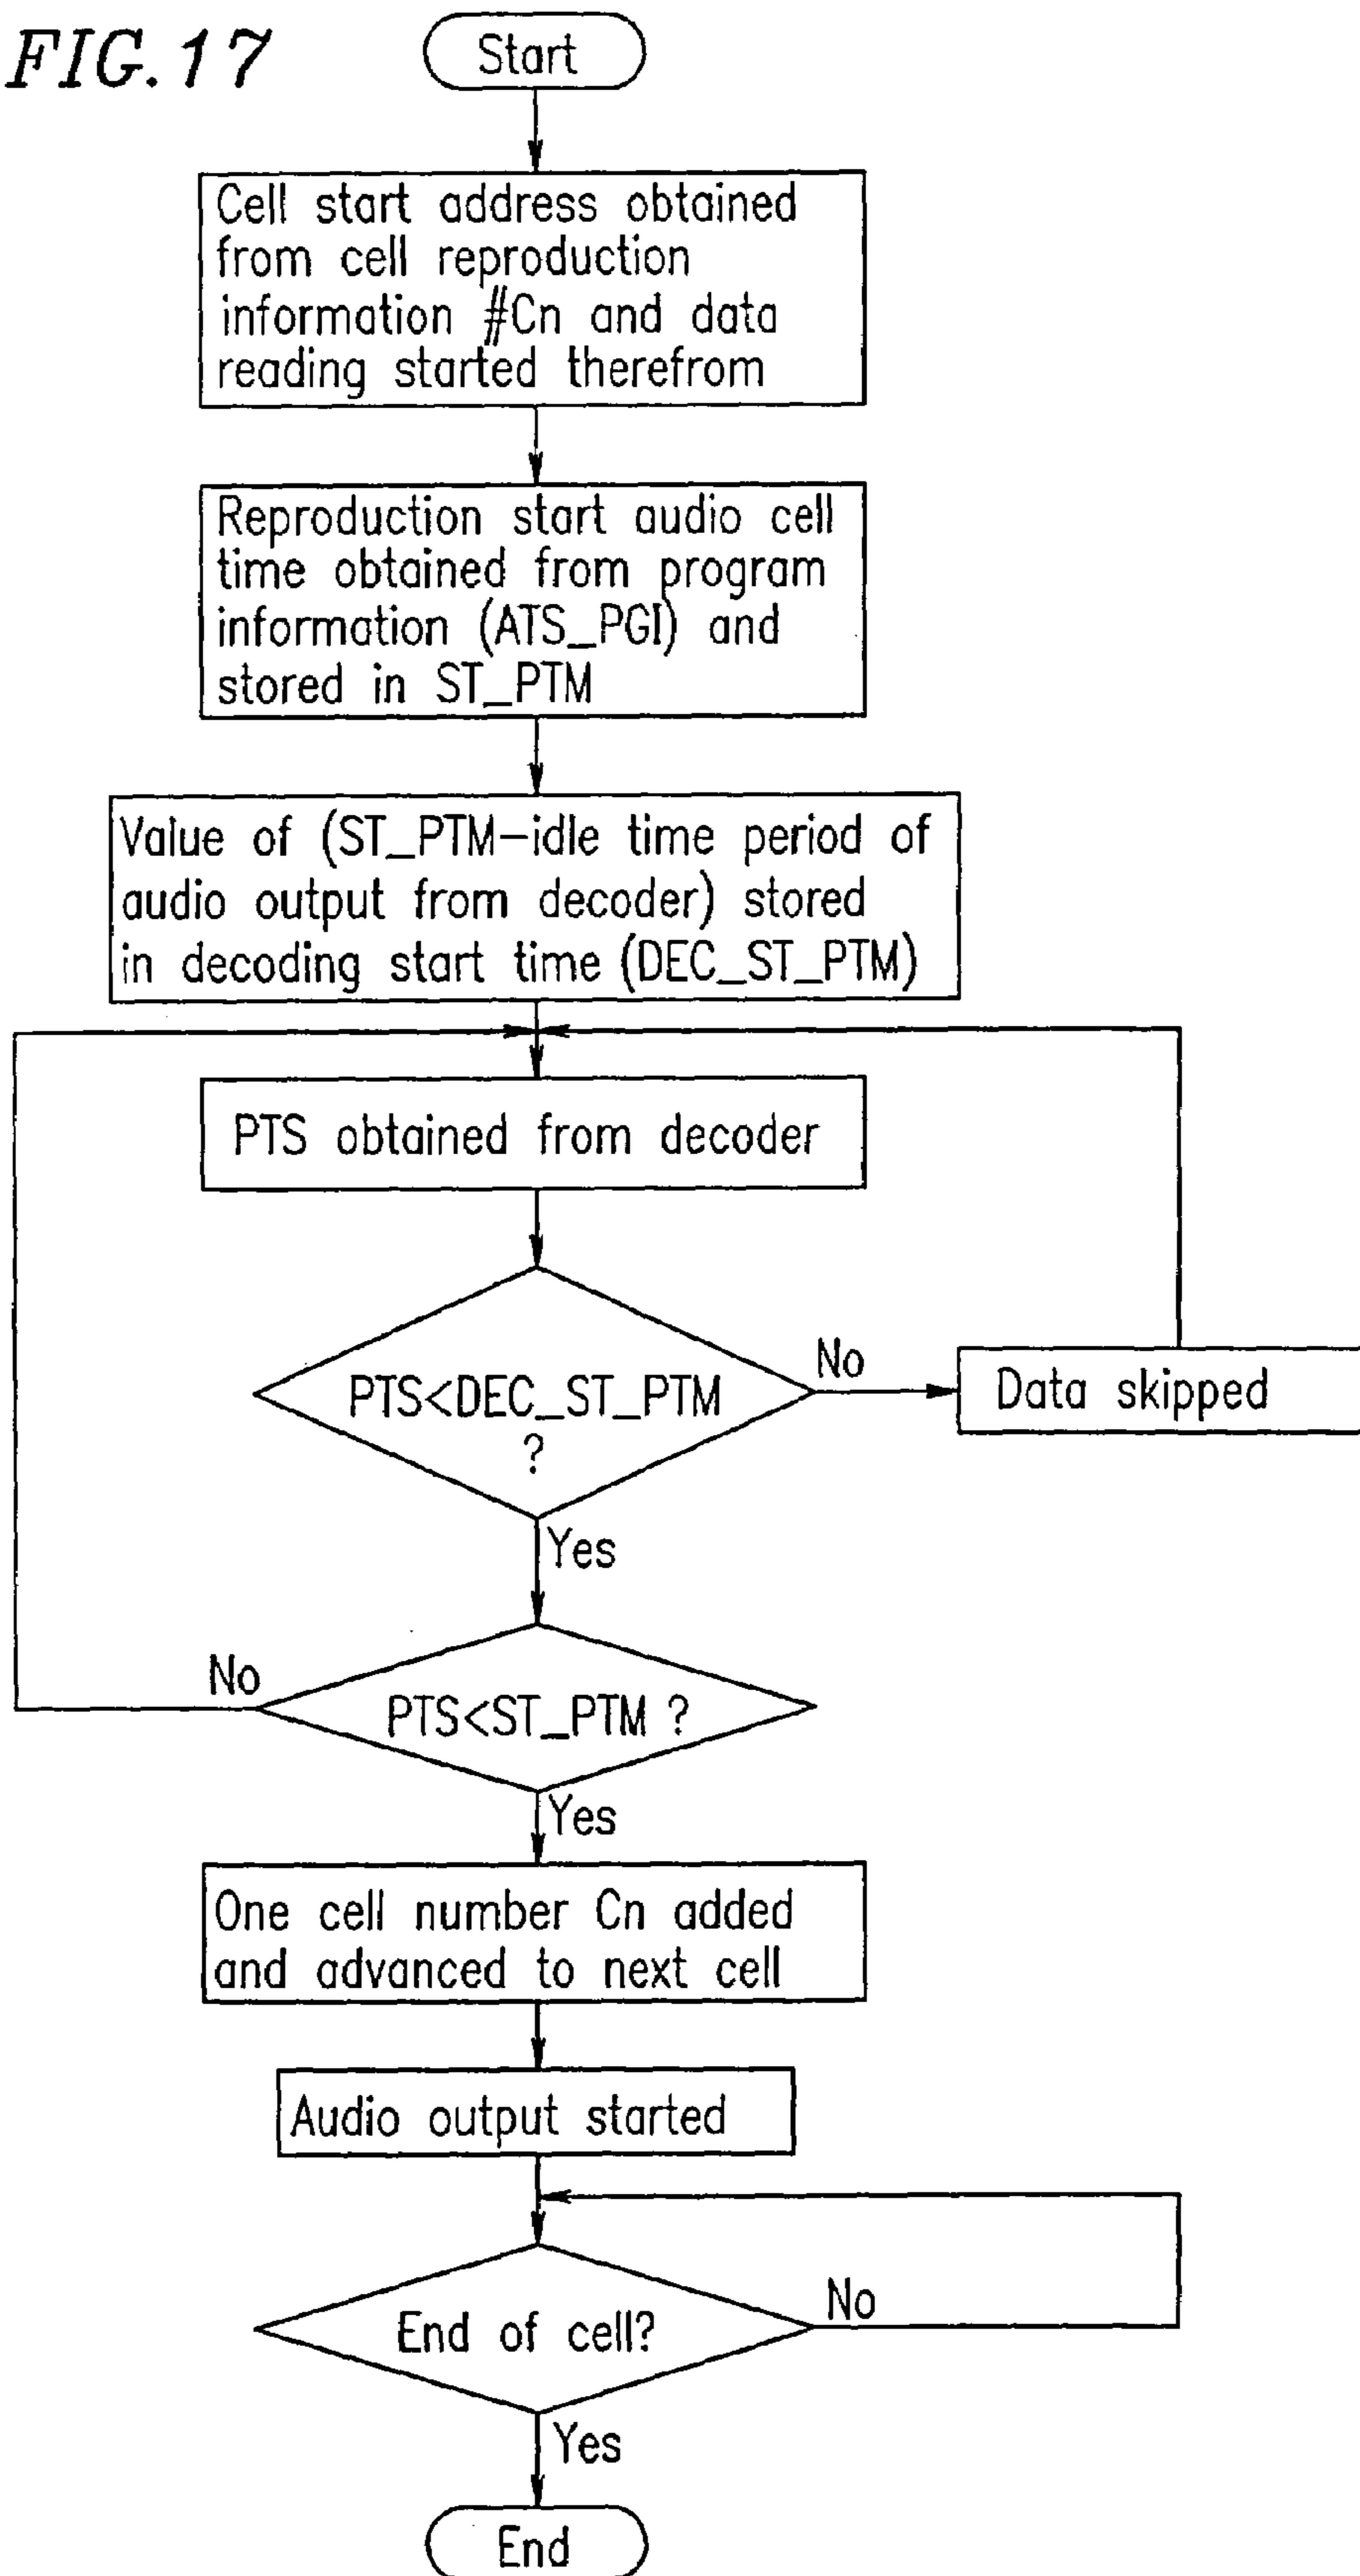 FIG.17
Start
Cell start address obtained
from cell reproduction
information #Cn and data
reading started therefrom
Reproduction start audio cell
time obtained from program
information (ATS_PGI) and
stored in ST_PTM
Value of (ST_PTM-idle time period of
audio output from decoder) stored
in decoding start time (DEC_ST_PTM)
PTS obtained from decoder
PTS<DEC_ST_PTM
?
No
Data skipped
Yes
No
PTS<ST_PTM ?
Yes
One cell number Cn added
and advanced to next cell
Audio output started
End of cell?
No
Yes
End